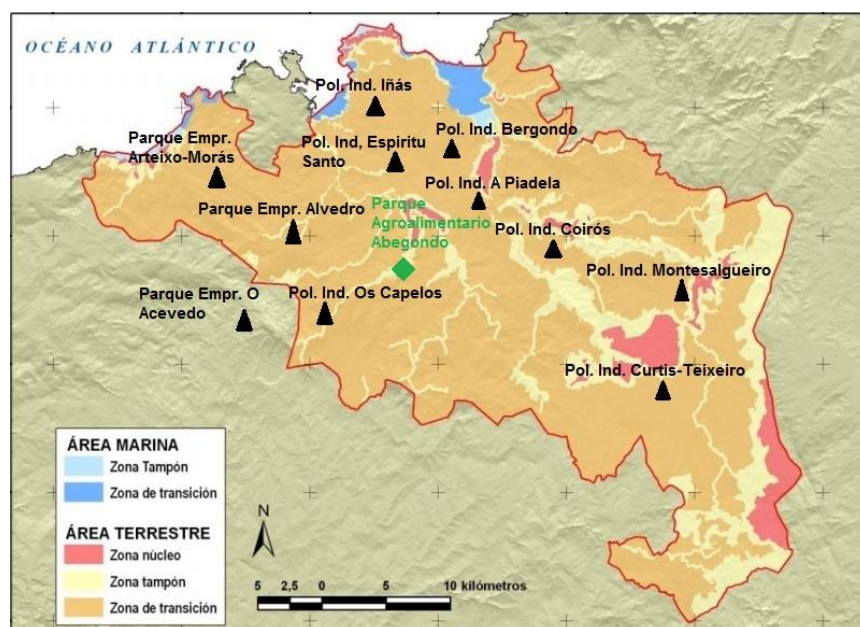 OCÉANO ATLÁNTICO
Pol. Ind. Iñás
Parque Empr.
Arteixo-Morás
Pol. Ind, Espiritu
Santo
Pol. Ind. Bergondo
Pol. Ind. A Piadela
Parque Empr. Alvedro
Parque
Agroalimentario
Abegondo
Pol. Ind. Coirós
Pol. Ind. Montesalgueiro
Parque Empr. O
Acevedo
Pol. Ind. Os Capelos
Pol. Ind. Curtis-Teixeiro
ÁREA MARINA
Zona Tampón
Zona de transición
ÁREA TERRESTRE
Zona núcleo
Zona tampón
Zona de transición
N
5 2,5 0 5 10 kilómetros